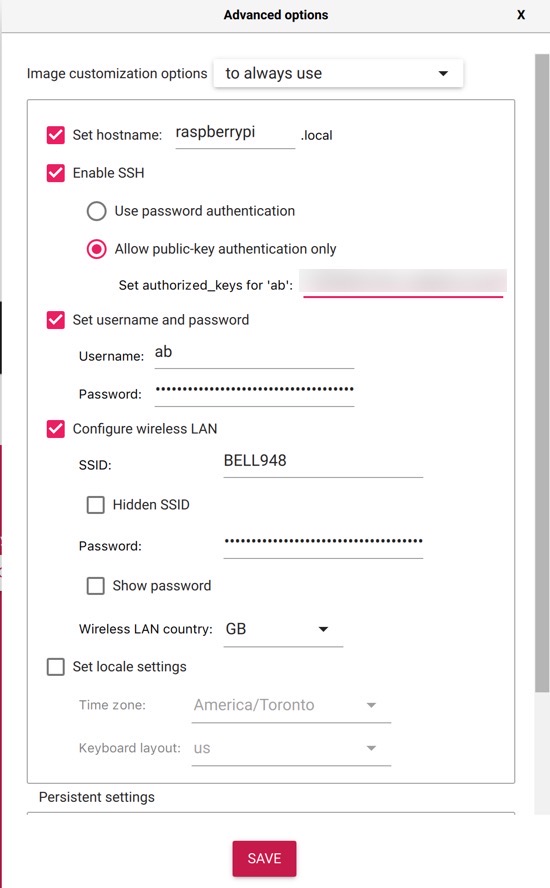 Advanced options X
Image customization options to always use
Set hostname: raspberrypi .local
Enable SSH
Use password authentication
Allow public-key authentication only
Set authorized_keys for 'ab':
Set username and password
Username: ab
Password: ••••••••••••••••••••••••••••••••••••
Configure wireless LAN
SSID: BELL948
Hidden SSID
Password: ••••••••••••••••••••••••••••••••••••
Show password
Wireless LAN country: GB
Set locale settings
Time zone: America/Toronto
Keyboard layout: us
Persistent settings
SAVE